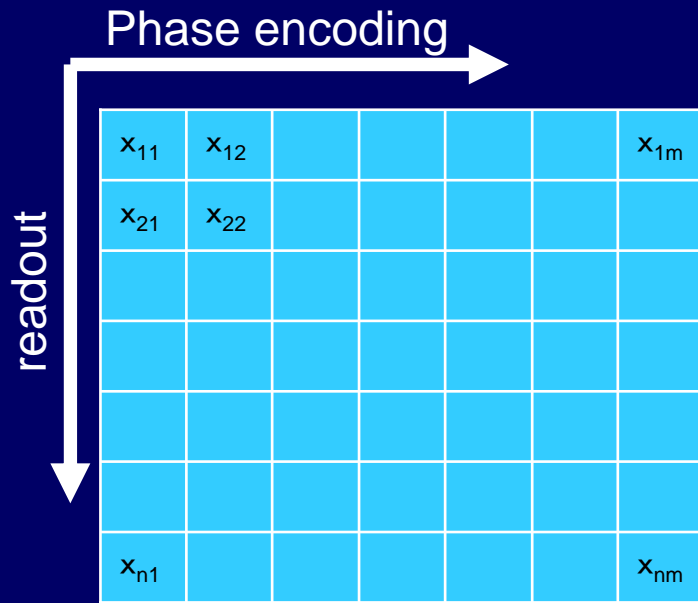 Phase encoding
readout
x11 x12 x1m
x21 x22
xn1 xnm